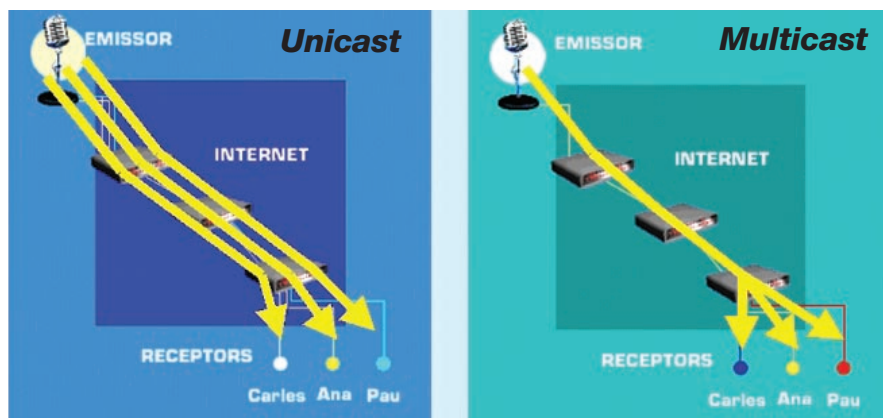 EMISSOR
Unicast
INTERNET
RECEPTORS
Carles Ana Pau
EMISSOR
Multicast
INTERNET
RECEPTORS
Carles Ana Pau